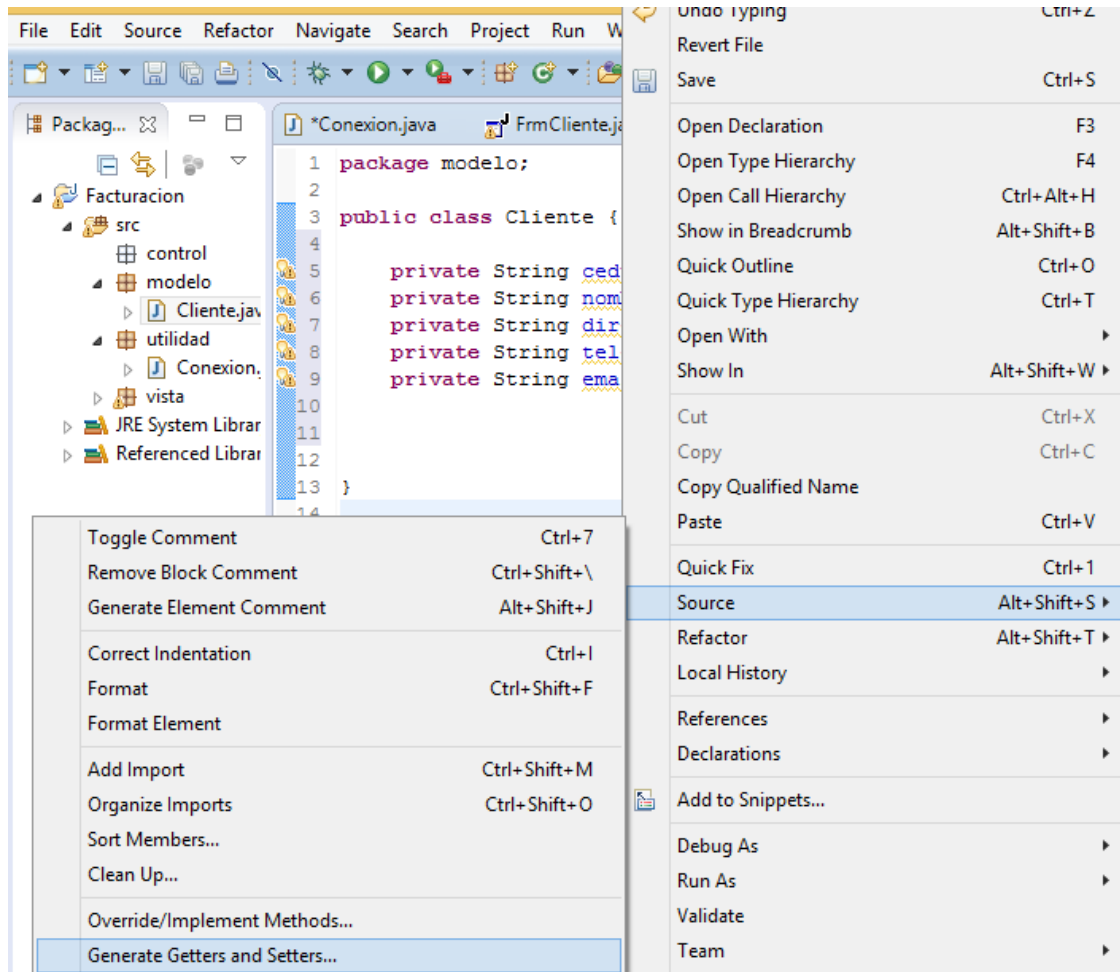 File Edit Source Refactor Navigate Search Project Run W
Packag...
*Conexion.java FrmCliente.ja
Facturacion
src
control
modelo
Cliente.jav
utilidad
Conexion.
vista
JRE System Librar
Referenced Librar
1 package modelo;
2
3 public class Cliente {
4
5 private String ced
6 private String nom
7 private String dir
8 private String tel
9 private String ema
10
11
12
13 }
14
Undo Typing Ctrl+Z
Revert File
Save Ctrl+S
Open Declaration F3
Open Type Hierarchy F4
Open Call Hierarchy Ctrl+Alt+H
Show in Breadcrumb Alt+Shift+B
Quick Outline Ctrl+O
Quick Type Hierarchy Ctrl+T
Open With
Show In Alt+Shift+W
Cut Ctrl+X
Copy Ctrl+C
Copy Qualified Name
Paste Ctrl+V
Quick Fix Ctrl+1
Source Alt+Shift+S
Refactor Alt+Shift+T
Local History
References
Declarations
Add to Snippets...
Debug As
Run As
Validate
Team
Toggle Comment Ctrl+7
Remove Block Comment Ctrl+Shift+\
Generate Element Comment Alt+Shift+J
Correct Indentation Ctrl+I
Format Ctrl+Shift+F
Format Element
Add Import Ctrl+Shift+M
Organize Imports Ctrl+Shift+O
Sort Members...
Clean Up...
Override/Implement Methods...
Generate Getters and Setters...